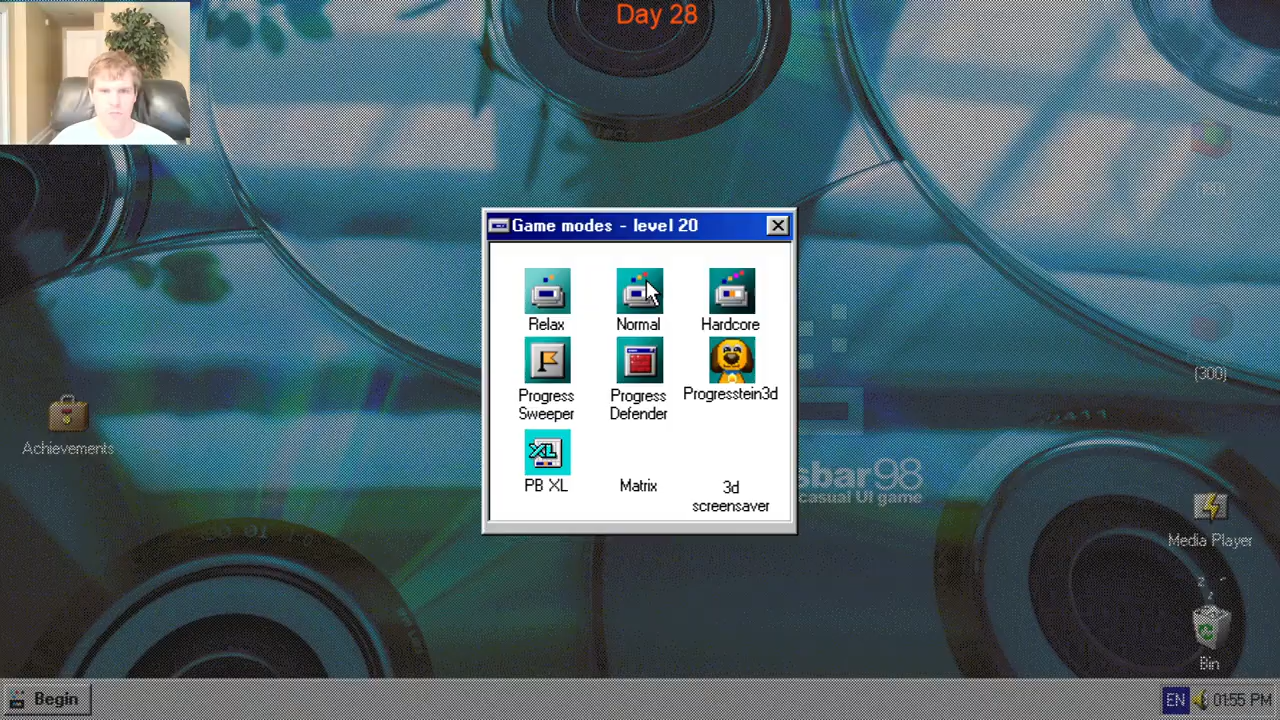 Day 28
Game modes - level 20
Relax
Normal
Hardcore
Progress
Sweeper
Progress
Defender
Progresstein3d
XL
PB XL
Matrix
3d
screensaver
(300)
Achievements
sbar98
casual UI game
Media Player
Bin
Begin
EN
01:55 PM